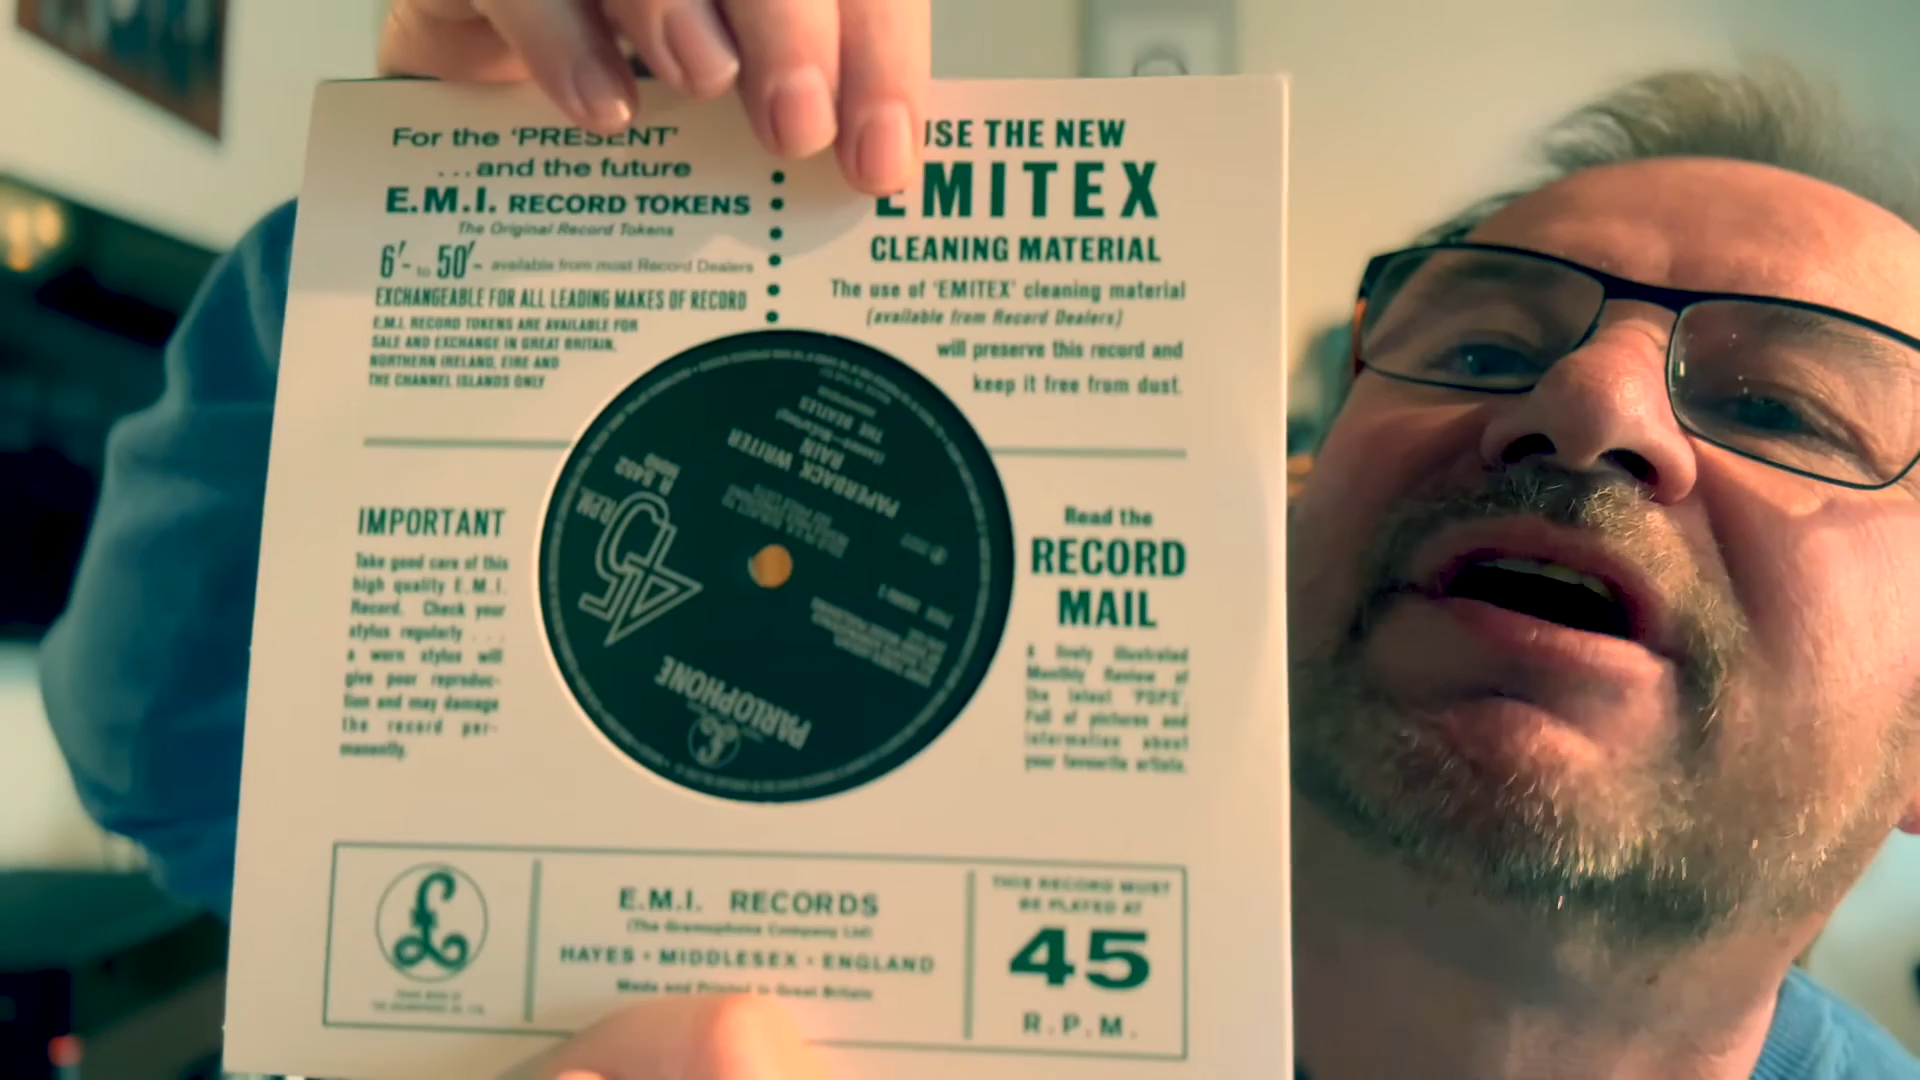 For the 'PRESENT'
...and the future
E.M.I. RECORD TOKENS
The Original Record Tokens
6'- to 50'- available from most Record Dealers
EXCHANGEABLE FOR ALL LEADING MAKES OF RECORD
E.M.I. RECORD TOKENS ARE AVAILABLE FOR
SALE AND EXCHANGE IN GREAT BRITAIN,
NORTHERN IRELAND, EIRE AND
THE CHANNEL ISLANDS ONLY
USE THE NEW
EMITEX
CLEANING MATERIAL
The use of 'EMITEX' cleaning material
(available from Record Dealers)
will preserve this record and
keep it free from dust.
IMPORTANT
Take good care of this
high quality E.M.I.
Record. Check your
stylus regularly . . .
a worn stylus will
give poor reproduc-
tion and may damage
the record per-
manently.
PARLOPHONE
45
RPM
R 5452
MONO
PAPERBACK WRITER
RAIN
(Lennon—McCartney)
THE BEATLES
Read the
RECORD
MAIL
A lively illustrated
Monthly Review of
the latest 'POPS'.
Full of pictures and
information about
your favourite artists.
E.M.I. RECORDS
(The Gramophone Company Ltd)
HAYES · MIDDLESEX · ENGLAND
Made and Printed in Great Britain
THIS RECORD MUST
BE PLAYED AT
45
R.P.M.